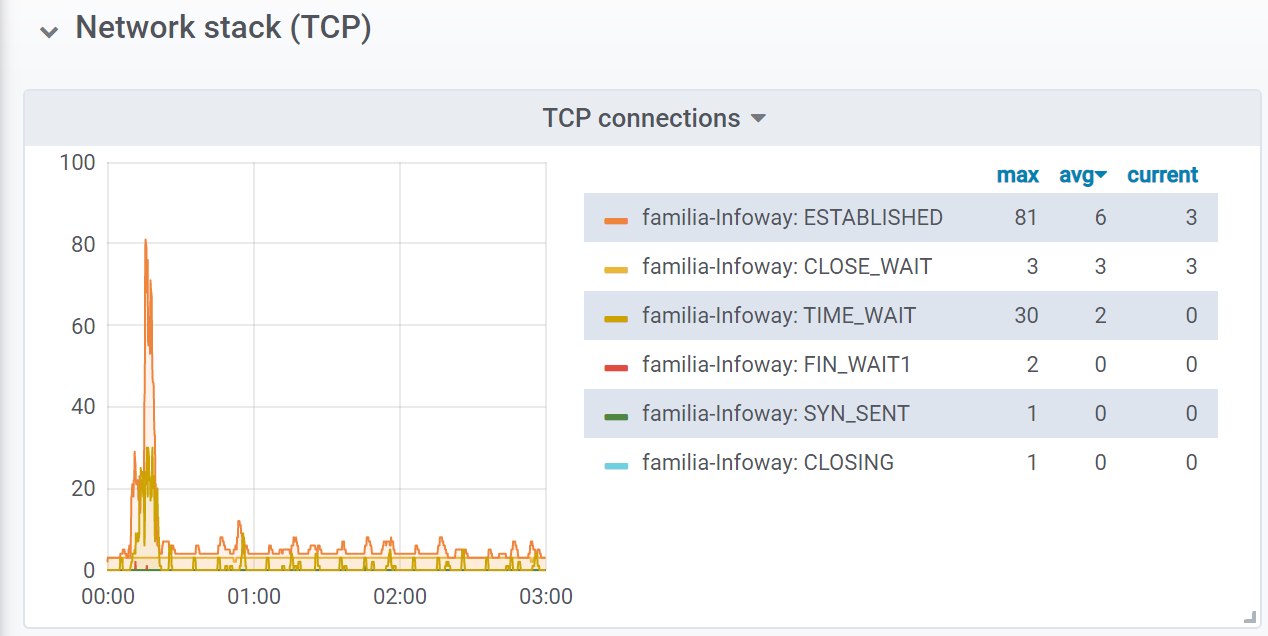 Network stack (TCP)
TCP connections
100
80
60
40
20
0
00:00 01:00 02:00 03:00
max avg current
familia-Infoway: ESTABLISHED 81 6 3
familia-Infoway: CLOSE_WAIT 3 3 3
familia-Infoway: TIME_WAIT 30 2 0
familia-Infoway: FIN_WAIT1 2 0 0
familia-Infoway: SYN_SENT 1 0 0
familia-Infoway: CLOSING 1 0 0